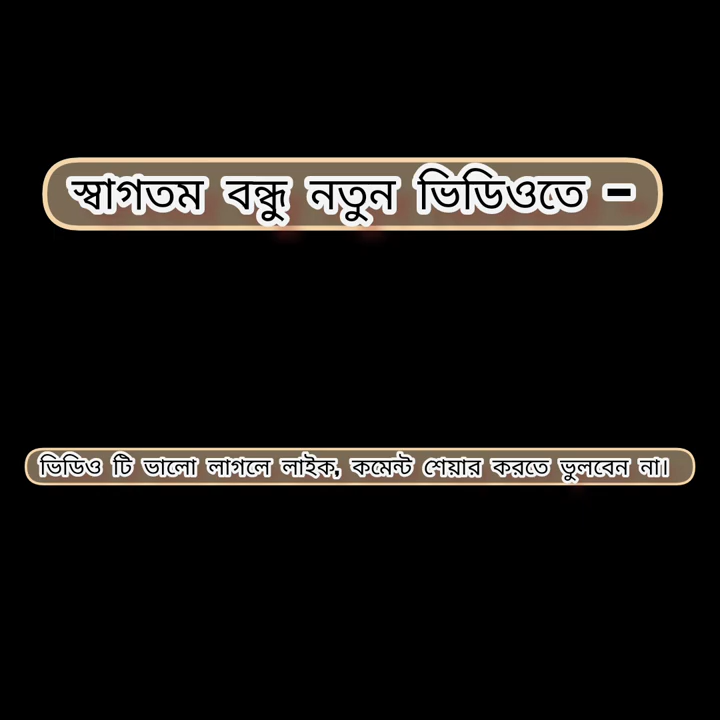 স্বাগতম বন্ধু নতুন ভিডিওতে -
ভিডিও টি ভালো লাগলে লাইক, কমেন্ট শেয়ার করতে ভুলবেন না।